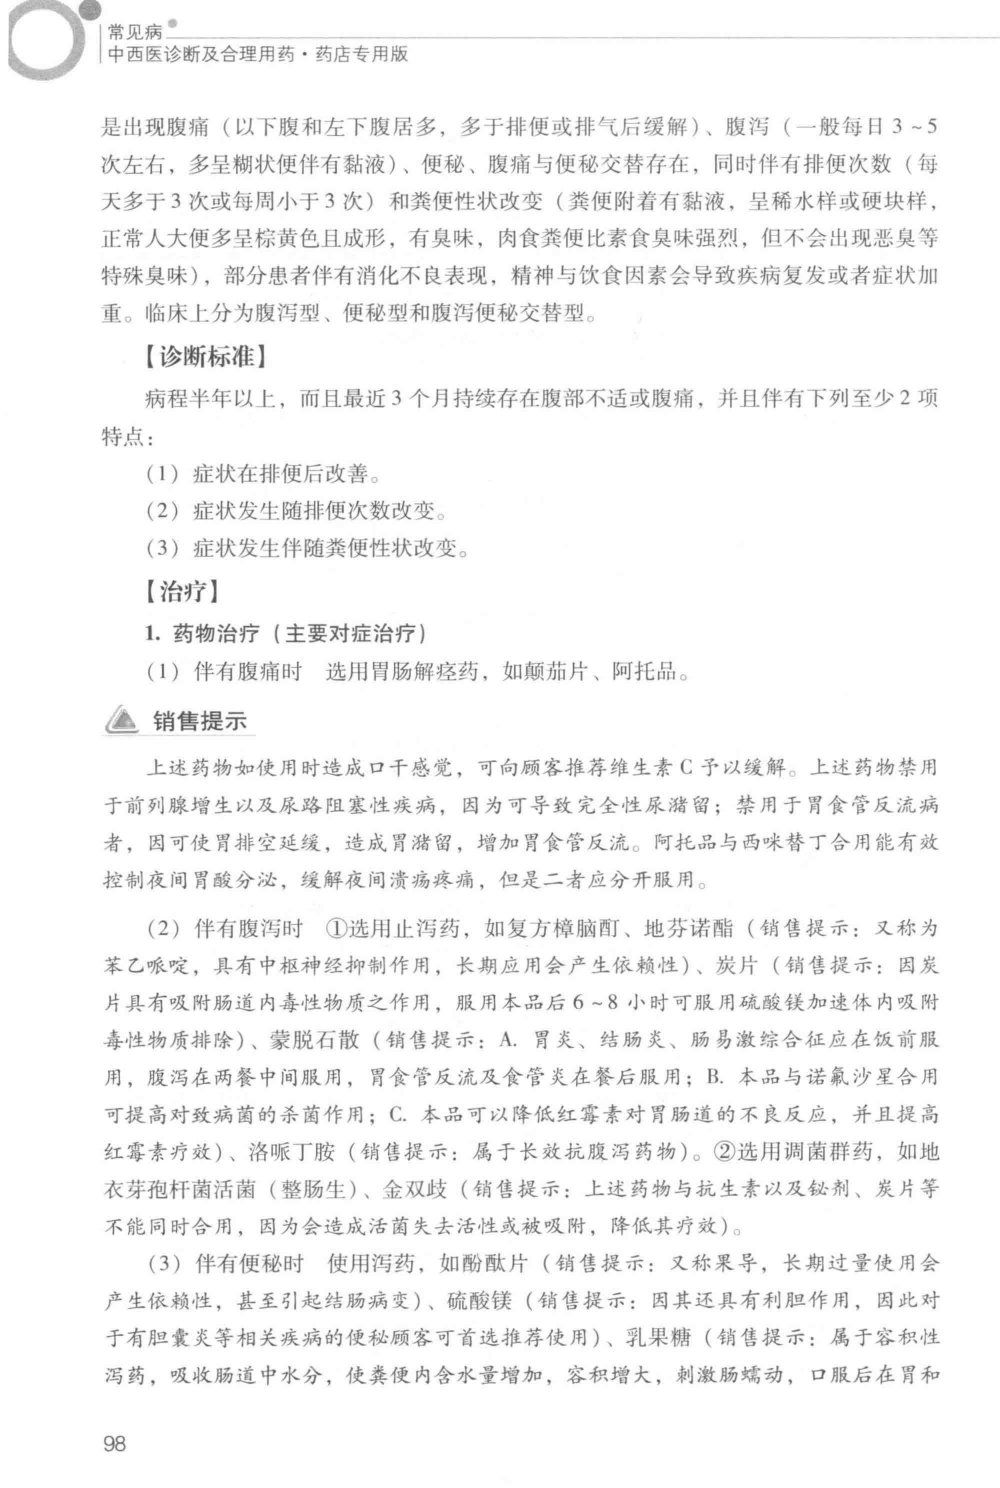 常见病
中西医诊断及合理用药·药店专用版
是出现腹痛（以下腹和左下腹居多，多于排便或排气后缓解）、腹泻（一般每日 3 ~ 5
次左右，多呈糊状便伴有黏液）、便秘、腹痛与便秘交替存在，同时伴有排便次数（每
天多于 3 次或每周小于 3 次）和粪便性状改变（粪便附着有黏液，呈稀水样或硬块样，
正常人大便多呈棕黄色且成形，有臭味，肉食粪便比素食臭味强烈，但不会出现恶臭等
特殊臭味），部分患者伴有消化不良表现，精神与饮食因素会导致疾病复发或者症状加
重。临床上分为腹泻型、便秘型和腹泻便秘交替型。
【诊断标准】
病程半年以上，而且最近 3 个月持续存在腹部不适或腹痛，并且伴有下列至少 2 项
特点：
（1）症状在排便后改善。
（2）症状发生随排便次数改变。
（3）症状发生伴随粪便性状改变。
【治疗】
1. 药物治疗（主要对症治疗）
（1）伴有腹痛时　选用胃肠解痉药，如颠茄片、阿托品。
销售提示
上述药物如使用时造成口干感觉，可向顾客推荐维生素 C 予以缓解。上述药物禁用
于前列腺增生以及尿路阻塞性疾病，因为可导致完全性尿潴留；禁用于胃食管反流病
者，因可使胃排空延缓，造成胃潴留，增加胃食管反流。阿托品与西咪替丁合用能有效
控制夜间胃酸分泌，缓解夜间溃疡疼痛，但是二者应分开服用。
（2）伴有腹泻时　①选用止泻药，如复方樟脑酊、地芬诺酯（销售提示：又称为
苯乙哌啶，具有中枢神经抑制作用，长期应用会产生依赖性）、炭片（销售提示：因炭
片具有吸附肠道内毒性物质之作用，服用本品后 6 ~ 8 小时可服用硫酸镁加速体内吸附
毒性物质排除）、蒙脱石散（销售提示：A. 胃炎、结肠炎、肠易激综合征应在饭前服
用，腹泻在两餐中间服用，胃食管反流及食管炎在餐后服用；B. 本品与诺氟沙星合用
可提高对致病菌的杀菌作用；C. 本品可以降低红霉素对胃肠道的不良反应，并且提高
红霉素疗效）、洛哌丁胺（销售提示：属于长效抗腹泻药物）。②选用调菌群药，如地
衣芽孢杆菌活菌（整肠生）、金双歧（销售提示：上述药物与抗生素以及铋剂、炭片等
不能同时合用，因为会造成活菌失去活性或被吸附，降低其疗效）。
（3）伴有便秘时　使用泻药，如酚酞片（销售提示：又称果导，长期过量使用会
产生依赖性，甚至引起结肠病变）、硫酸镁（销售提示：因其还具有利胆作用，因此对
于有胆囊炎等相关疾病的便秘顾客可首选推荐使用）、乳果糖（销售提示：属于容积性
泻药，吸收肠道中水分，使粪便内含水量增加，容积增大，刺激肠蠕动，口服后在胃和
98